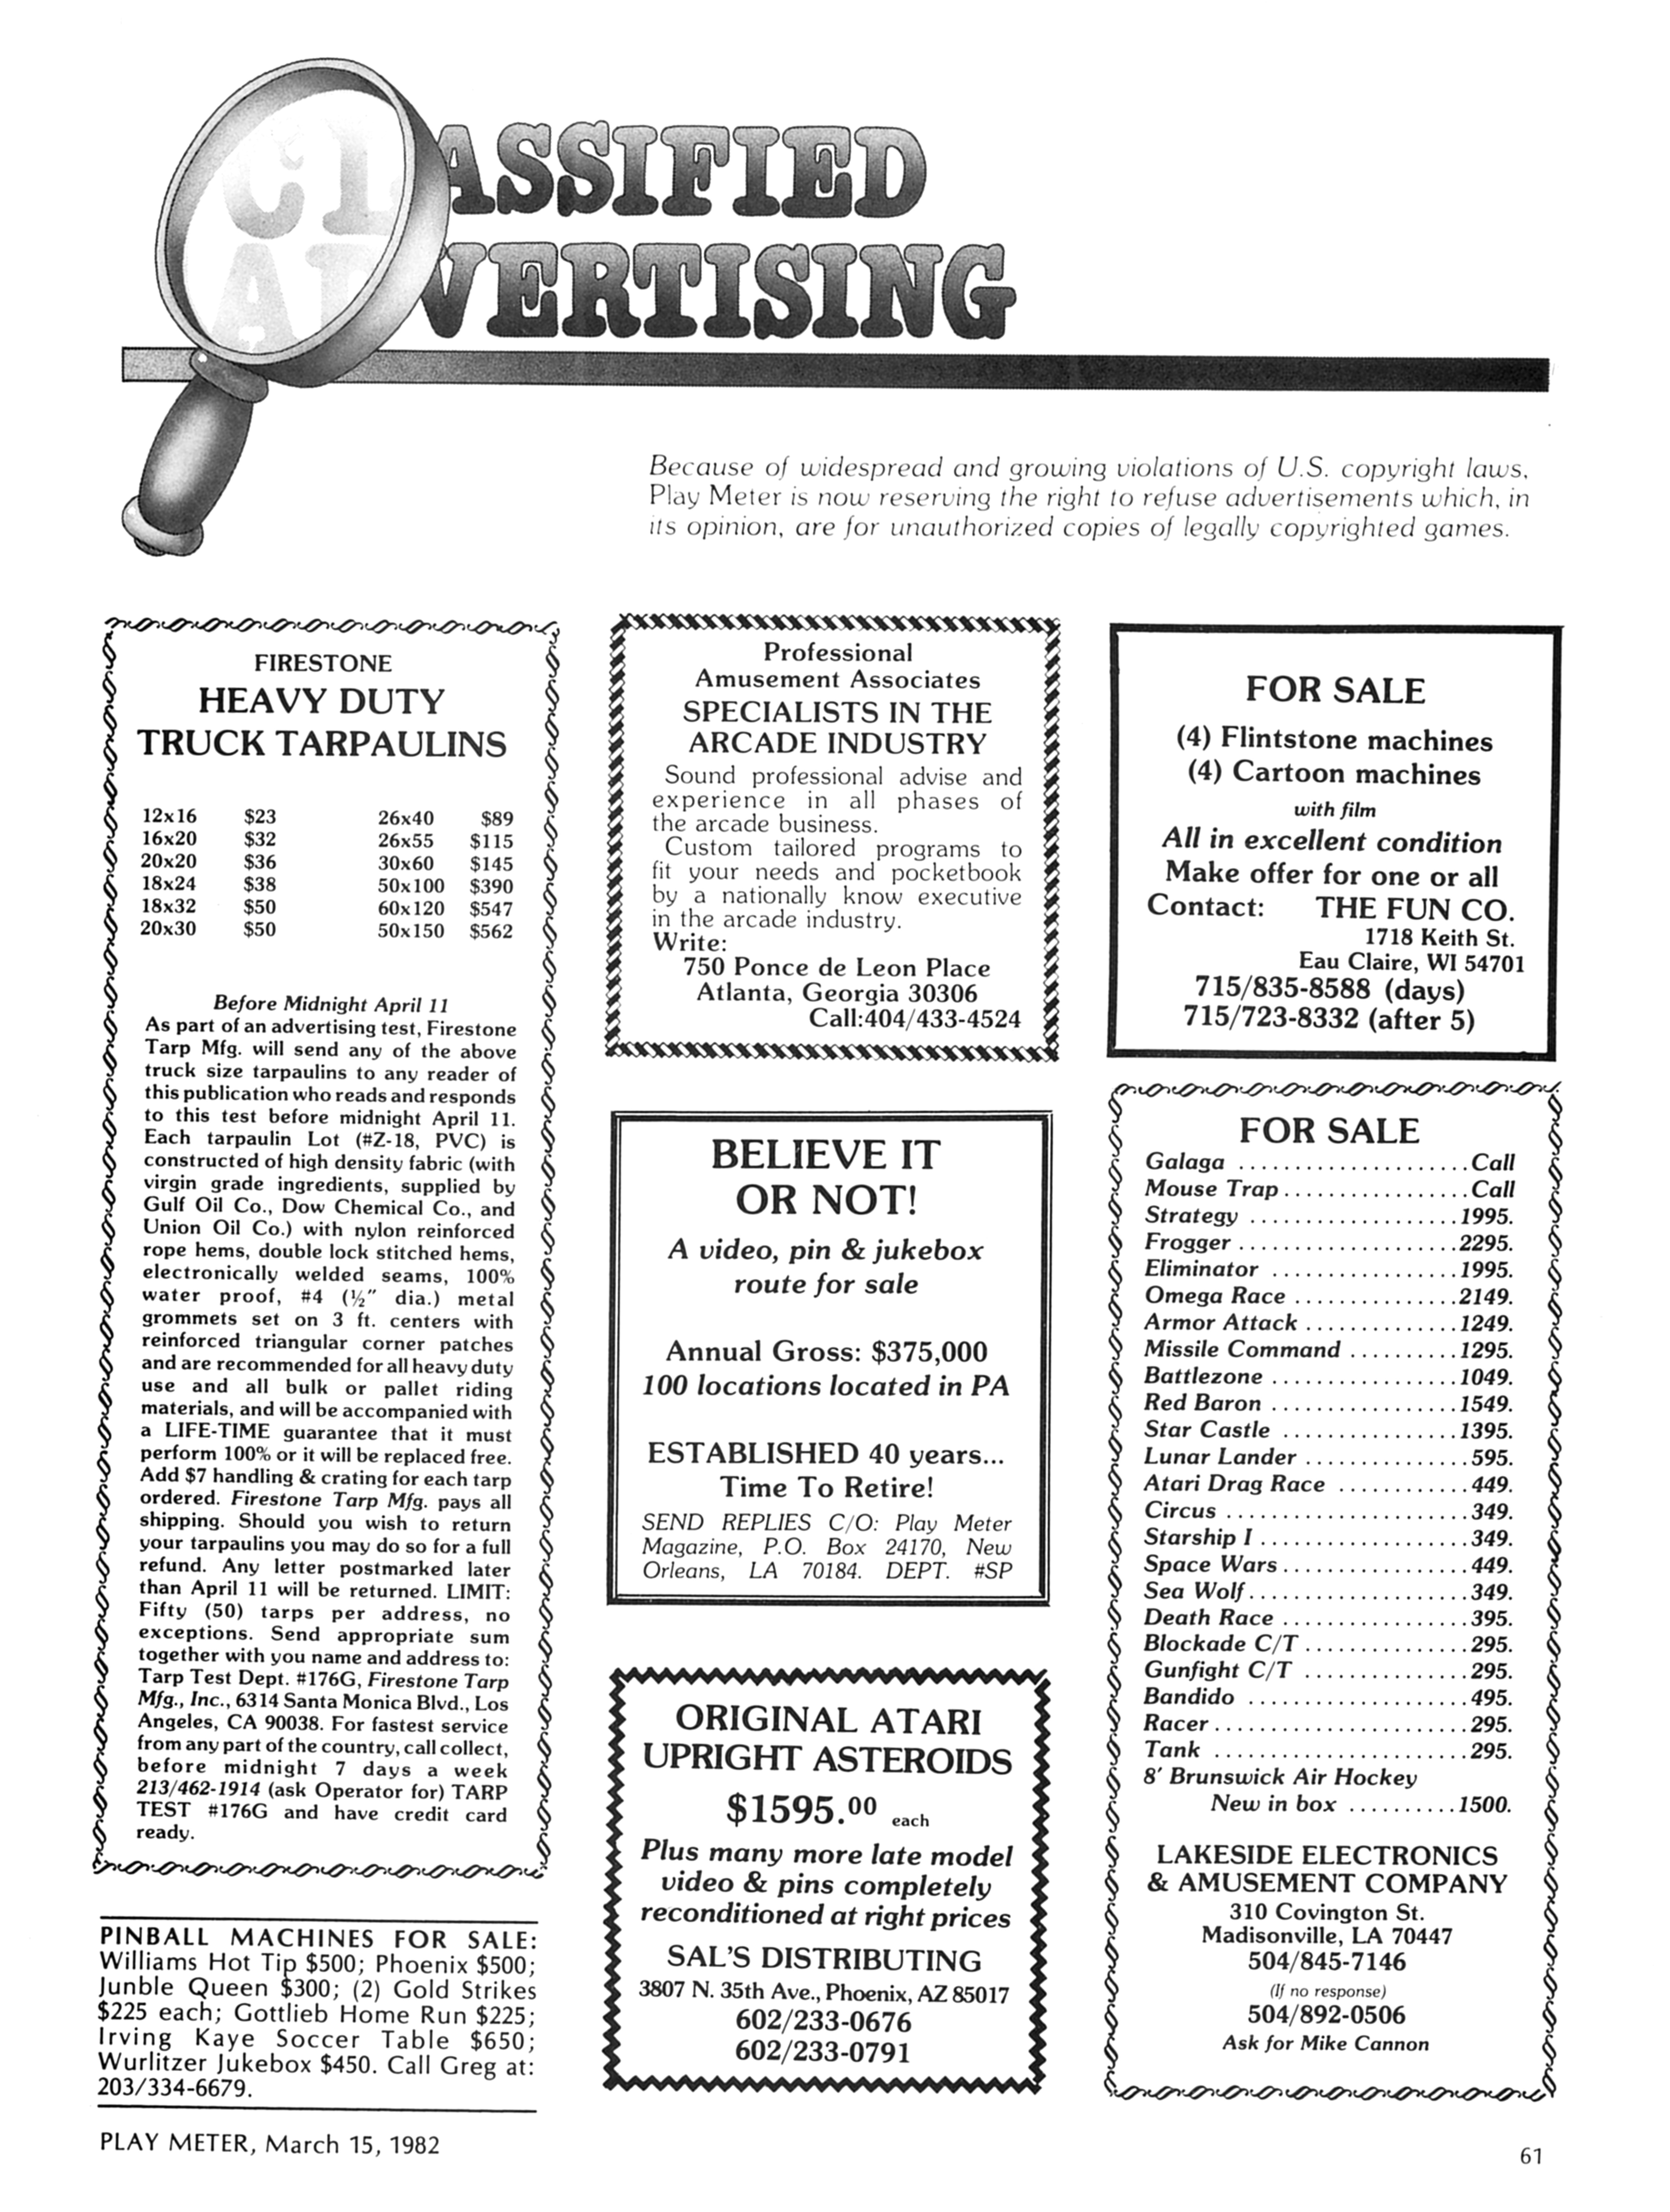 CLASSIFIED
ADVERTISING
Because of widespread and growing violations of U.S. copyright laws,
Play Meter is now reserving the right to refuse advertisements which, in
its opinion, are for unauthorized copies of legally copyrighted games.
FIRESTONE
HEAVY DUTY
TRUCK TARPAULINS
12x16 $23 26x40 $89
16x20 $32 26x55 $115
20x20 $36 30x60 $145
18x24 $38 50x100 $390
18x32 $50 60x120 $547
20x30 $50 50x150 $562
Before Midnight April 11
As part of an advertising test, Firestone
Tarp Mfg. will send any of the above
truck size tarpaulins to any reader of
this publication who reads and responds
to this test before midnight April 11.
Each tarpaulin Lot (#Z-18, PVC) is
constructed of high density fabric (with
virgin grade ingredients, supplied by
Gulf Oil Co., Dow Chemical Co., and
Union Oil Co.) with nylon reinforced
rope hems, double lock stitched hems,
electronically welded seams, 100%
water proof, #4 (½" dia.) metal
grommets set on 3 ft. centers with
reinforced triangular corner patches
and are recommended for all heavy duty
use and all bulk or pallet riding
materials, and will be accompanied with
a LIFE-TIME guarantee that it must
perform 100% or it will be replaced free.
Add $7 handling & crating for each tarp
ordered. Firestone Tarp Mfg. pays all
shipping. Should you wish to return
your tarpaulins you may do so for a full
refund. Any letter postmarked later
than April 11 will be returned. LIMIT:
Fifty (50) tarps per address, no
exceptions. Send appropriate sum
together with you name and address to:
Tarp Test Dept. #176G, Firestone Tarp
Mfg., Inc., 6314 Santa Monica Blvd., Los
Angeles, CA 90038. For fastest service
from any part of the country, call collect,
before midnight 7 days a week
213/462-1914 (ask Operator for) TARP
TEST #176G and have credit card
ready.
PINBALL MACHINES FOR SALE:
Williams Hot Tip $500; Phoenix $500;
Junble Queen $300; (2) Gold Strikes
$225 each; Gottlieb Home Run $225;
Irving Kaye Soccer Table $650;
Wurlitzer Jukebox $450. Call Greg at:
203/334-6679.
Professional
Amusement Associates
SPECIALISTS IN THE
ARCADE INDUSTRY
Sound professional advise and
experience in all phases of
the arcade business.
Custom tailored programs to
fit your needs and pocketbook
by a nationally know executive
in the arcade industry.
Write:
750 Ponce de Leon Place
Atlanta, Georgia 30306
Call:404/433-4524
BELIEVE IT
OR NOT!
A video, pin & jukebox
route for sale
Annual Gross: $375,000
100 locations located in PA
ESTABLISHED 40 years...
Time To Retire!
SEND REPLIES C/O: Play Meter
Magazine, P.O. Box 24170, New
Orleans, LA 70184. DEPT. #SP
ORIGINAL ATARI
UPRIGHT ASTEROIDS
$1595.00 each
Plus many more late model
video & pins completely
reconditioned at right prices
SAL'S DISTRIBUTING
3807 N. 35th Ave., Phoenix, AZ 85017
602/233-0676
602/233-0791
FOR SALE
(4) Flintstone machines
(4) Cartoon machines
with film
All in excellent condition
Make offer for one or all
Contact: THE FUN CO.
1718 Keith St.
Eau Claire, WI 54701
715/835-8588 (days)
715/723-8332 (after 5)
FOR SALE
Galaga .................... Call
Mouse Trap ................ Call
Strategy .................. 1995.
Frogger ................... 2295.
Eliminator ................ 1995.
Omega Race ............... 2149.
Armor Attack .............. 1249.
Missile Command .......... 1295.
Battlezone ................ 1049.
Red Baron ................ 1549.
Star Castle ................ 1395.
Lunar Lander ............... 595.
Atari Drag Race ............ 449.
Circus ..................... 349.
Starship I .................. 349.
Space Wars ................ 449.
Sea Wolf ................... 349.
Death Race ................ 395.
Blockade C/T .............. 295.
Gunfight C/T .............. 295.
Bandido ................... 495.
Racer ...................... 295.
Tank ...................... 295.
8' Brunswick Air Hockey
New in box .......... 1500.
LAKESIDE ELECTRONICS
& AMUSEMENT COMPANY
310 Covington St.
Madisonville, LA 70447
504/845-7146
(If no response)
504/892-0506
Ask for Mike Cannon
PLAY METER, March 15, 1982
61